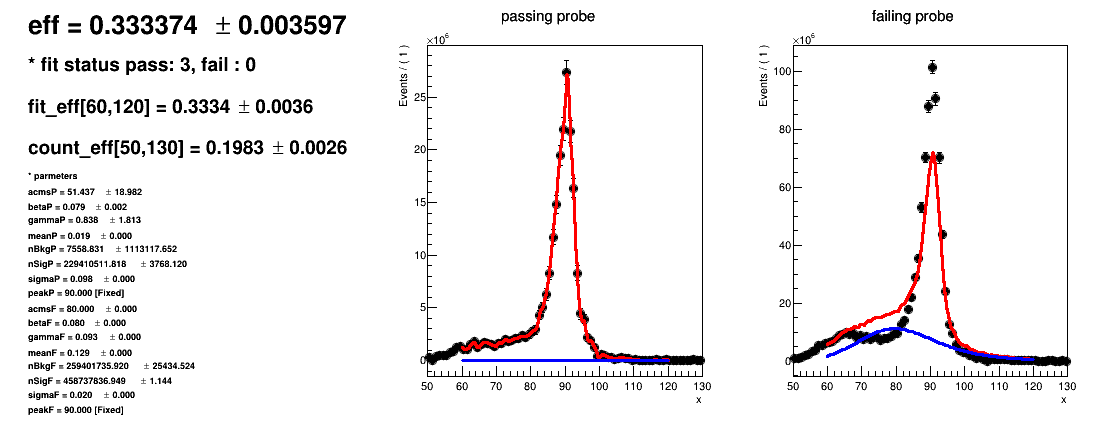 eff = 0.333374 ± 0.003597
* fit status pass: 3, fail : 0
fit_eff[60,120] = 0.3334 ± 0.0036
count_eff[50,130] = 0.1983 ± 0.0026
* parmeters
acmsP = 51.437 ± 18.982
betaP = 0.079 ± 0.002
gammaP = 0.838 ± 1.813
meanP = 0.019 ± 0.000
nBkgP = 7558.831 ± 1113117.652
nSigP = 229410511.818 ± 3768.120
sigmaP = 0.098 ± 0.000
peakP = 90.000 [Fixed]
acmsF = 80.000 ± 0.000
betaF = 0.080 ± 0.000
gammaF = 0.093 ± 0.000
meanF = 0.129 ± 0.000
nBkgF = 259401735.920 ± 25434.524
nSigF = 458737836.949 ± 1.144
sigmaF = 0.020 ± 0.000
peakF = 90.000 [Fixed]
passing probe
×10⁶
Events / ( 1 )
25
20
15
10
5
0
50 60 70 80 90 100 110 120 130
x
failing probe
×10⁶
Events / ( 1 )
100
80
60
40
20
0
50 60 70 80 90 100 110 120 130
x